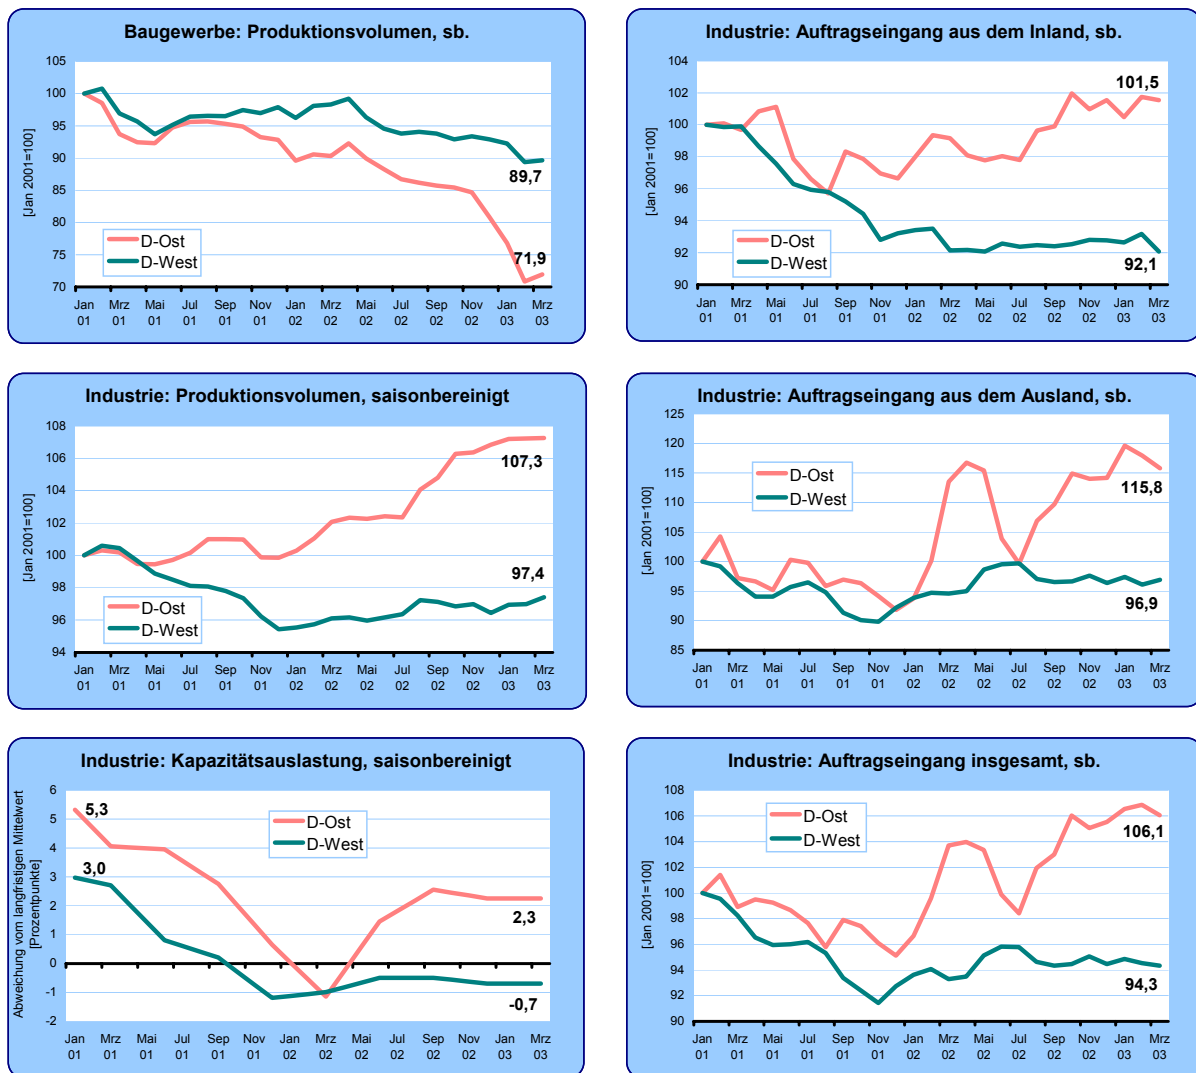 Baugewerbe: Produktionsvolumen, sb.
[Jan 2001=100]
105
100
95
90
85
80
75
70
89,7
71,9
D-Ost
D-West
Jan Mrz Mai Jul Sep Nov Jan Mrz Mai Jul Sep Nov Jan Mrz
01 01 01 01 01 01 02 02 02 02 02 02 03 03
Industrie: Auftragseingang aus dem Inland, sb.
[Jan 2001=100]
104
102
100
98
96
94
92
90
101,5
D-Ost
D-West
92,1
Jan Mrz Mai Jul Sep Nov Jan Mrz Mai Jul Sep Nov Jan Mrz
01 01 01 01 01 01 02 02 02 02 02 02 03 03
Industrie: Produktionsvolumen, saisonbereinigt
[Jan 2001=100]
108
106
104
102
100
98
96
94
107,3
97,4
D-Ost
D-West
Jan Mrz Mai Jul Sep Nov Jan Mrz Mai Jul Sep Nov Jan Mrz
01 01 01 01 01 01 02 02 02 02 02 02 03 03
Industrie: Auftragseingang aus dem Ausland, sb.
[Jan 2001=100]
125
120
115
110
105
100
95
90
85
D-Ost
D-West
115,8
96,9
Jan Mrz Mai Jul Sep Nov Jan Mrz Mai Jul Sep Nov Jan Mrz
01 01 01 01 01 01 02 02 02 02 02 02 03 03
Industrie: Kapazitätsauslastung, saisonbereinigt
Abweichung vom langfristigen Mittelwert
[Prozentpunkte]
6
5
4
3
2
1
0
-1
-2
5,3
3,0
D-Ost
D-West
2,3
-0,7
Jan Mrz Mai Jul Sep Nov Jan Mrz Mai Jul Sep Nov Jan Mrz
01 01 01 01 01 01 02 02 02 02 02 02 03 03
Industrie: Auftragseingang insgesamt, sb.
[Jan 2001=100]
108
106
104
102
100
98
96
94
92
90
D-Ost
D-West
106,1
94,3
Jan Mrz Mai Jul Sep Nov Jan Mrz Mai Jul Sep Nov Jan Mrz
01 01 01 01 01 01 02 02 02 02 02 02 03 03